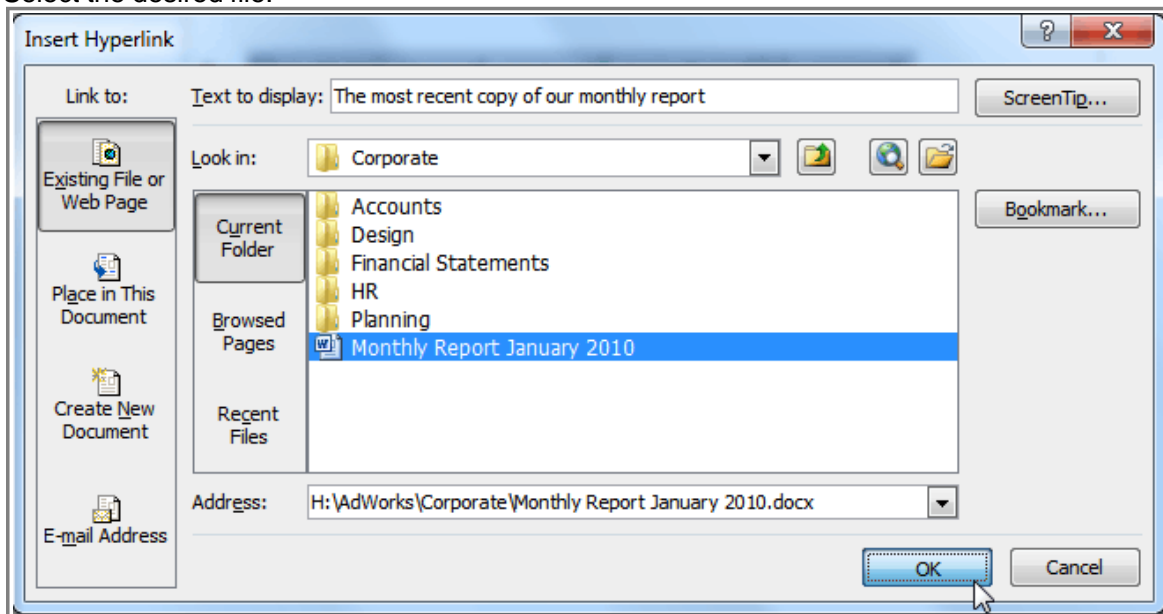 Select the desired file.
Insert Hyperlink
Link to:
Text to display: The most recent copy of our monthly report
ScreenTip...
Existing File or
Web Page
Look in: Corporate
Current
Folder
Accounts
Design
Financial Statements
HR
Planning
Monthly Report January 2010
Bookmark...
Place in This
Document
Browsed
Pages
Create New
Document
Recent
Files
E-mail Address
Address: H:\AdWorks\Corporate\Monthly Report January 2010.docx
OK
Cancel